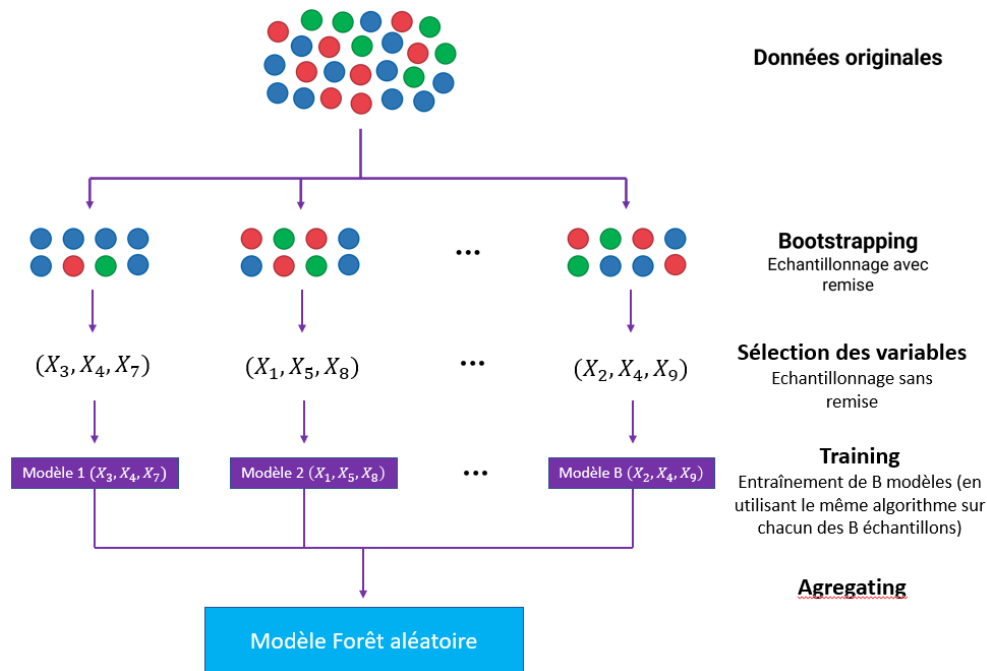 Données originales
Bootstrapping
Echantillonnage avec
remise
...
(X₃, X₄, X₇)
(X₁, X₅, X₈)
...
(X₂, X₄, X₉)
Sélection des variables
Echantillonnage sans
remise
Modèle 1 (X₃, X₄, X₇)
Modèle 2 (X₁, X₅, X₈)
...
Modèle B (X₂, X₄, X₉)
Training
Entraînement de B modèles (en
utilisant le même algorithme sur
chacun des B échantillons)
Agregating
Modèle Forêt aléatoire